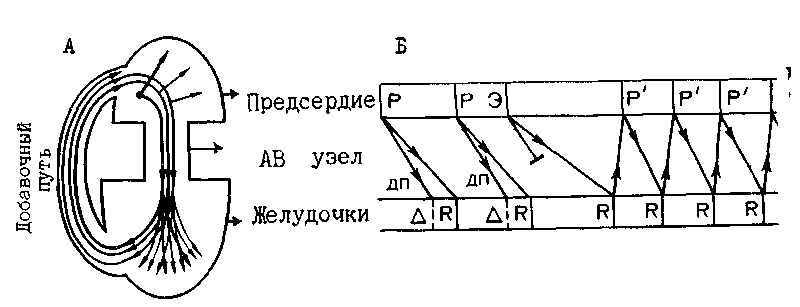 А
Б
Добавочный
путь
Предсердие
АВ узел
Желудочки
Р Р Э Р' Р' Р'
ДП ДП
Δ R Δ R R R R R